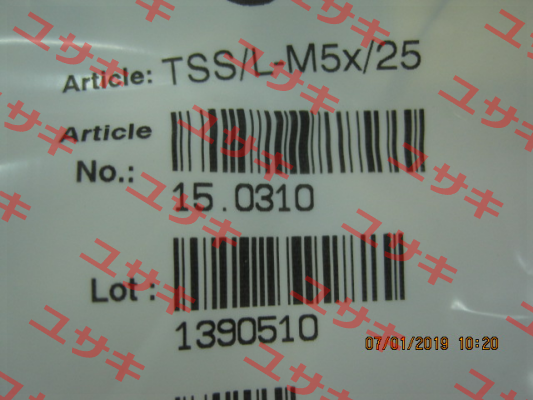 Article: TSS/L-M5x/25
Article
No.:
15.0310
Lot:
1390510
07/01/2019 10:20
ユサキ